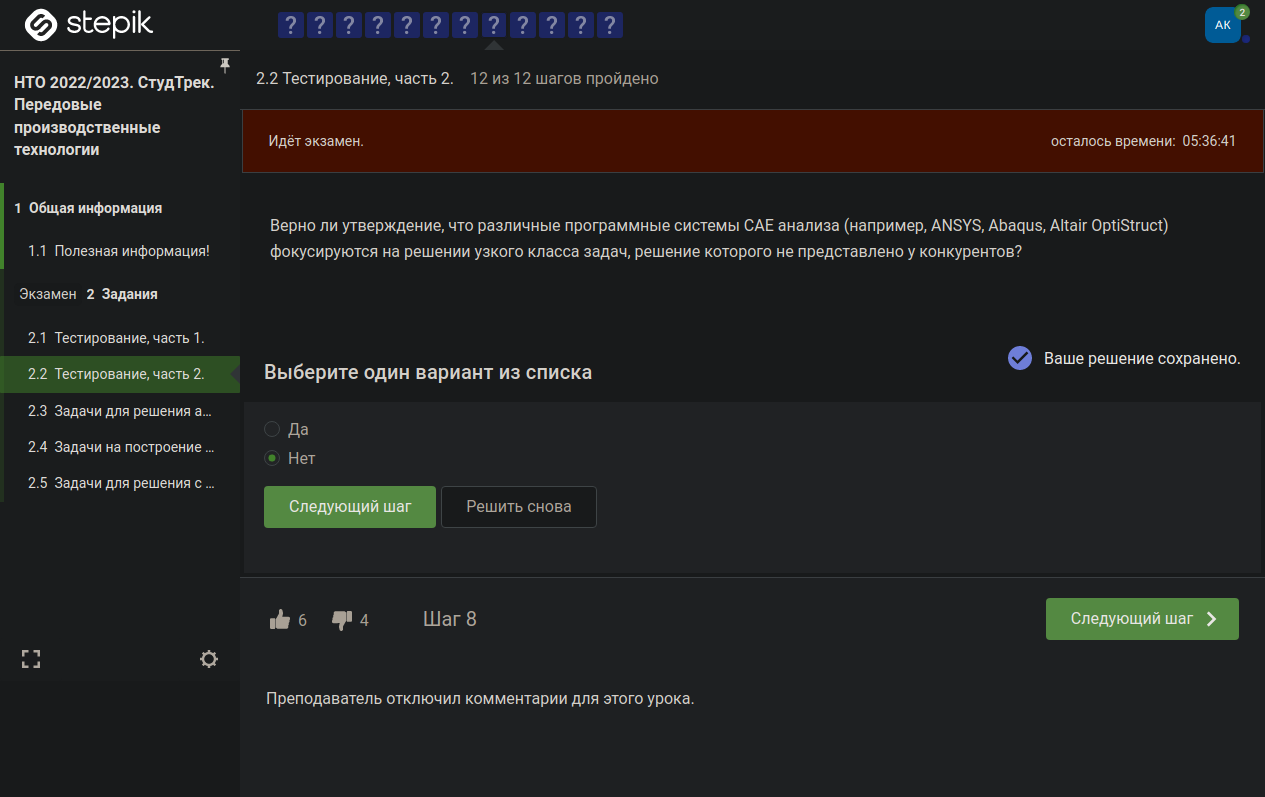 stepik
? ? ? ? ? ? ? ? ? ? ? ?
АК
2
НТО 2022/2023. СтудТрек.
Передовые
производственные
технологии
1 Общая информация
1.1 Полезная информация!
Экзамен 2 Задания
2.1 Тестирование, часть 1.
2.2 Тестирование, часть 2.
2.3 Задачи для решения а...
2.4 Задачи на построение ...
2.5 Задачи для решения с ...
2.2 Тестирование, часть 2. 12 из 12 шагов пройдено
Идёт экзамен. осталось времени: 05:36:41
Верно ли утверждение, что различные программные системы CAE анализа (например, ANSYS, Abaqus, Altair OptiStruct)
фокусируются на решении узкого класса задач, решение которого не представлено у конкурентов?
Ваше решение сохранено.
Выберите один вариант из списка
Да
Нет
Следующий шаг Решить снова
6 4 Шаг 8 Следующий шаг
Преподаватель отключил комментарии для этого урока.